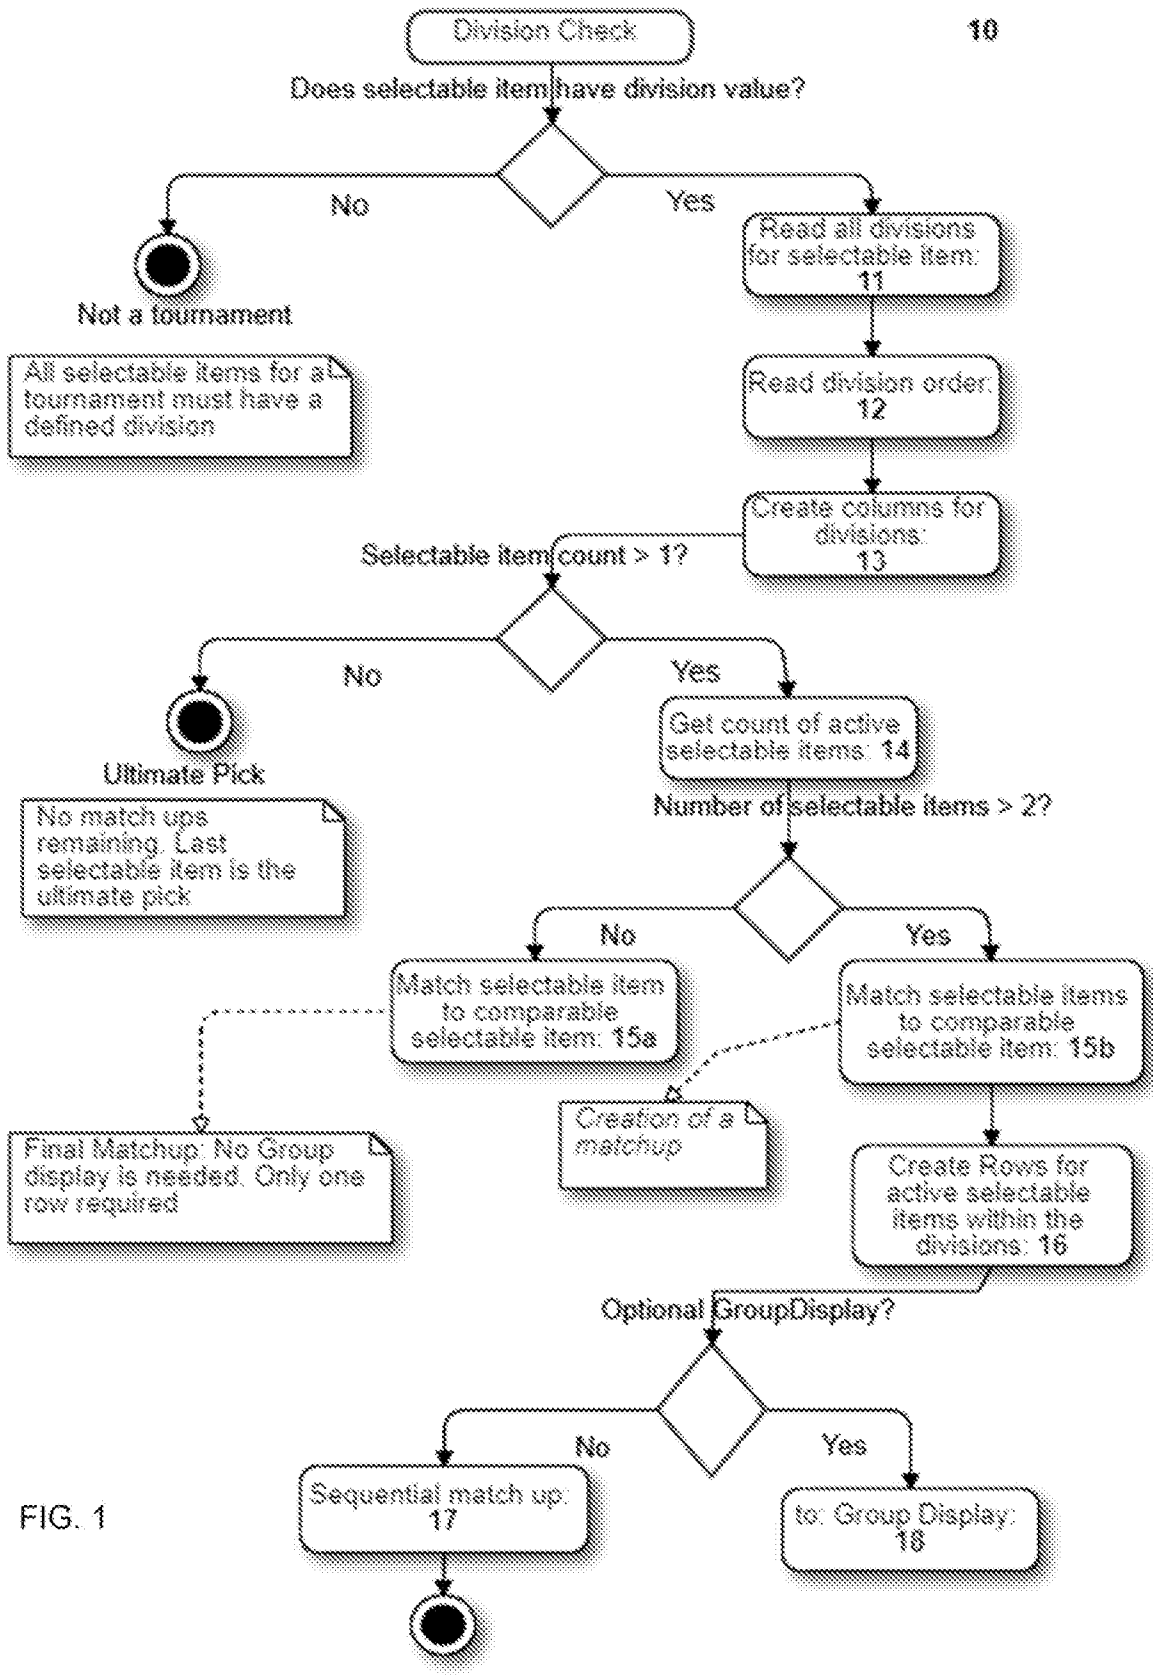 Division Check
10
Does selectable item have division value?
No
Yes
Read all divisions
for selectable item:
11
Not a tournament
All selectable items for a
tournament must have a
defined division
Read division order:
12
Create columns for
divisions:
13
Selectable item count > 1?
No
Yes
Get count of active
selectable items: 14
Ultimate Pick
No match ups
remaining. Last
selectable item is the
ultimate pick
Number of selectable items > 2?
No
Yes
Match selectable item
to comparable
selectable item: 15a
Match selectable items
to comparable
selectable item: 15b
Creation of a
matchup
Final Matchup: No Group
display is needed. Only one
row required
Create Rows for
active selectable
items within the
divisions: 16
Optional GroupDisplay?
No
Yes
Sequential match up:
17
to: Group Display:
18
FIG. 1